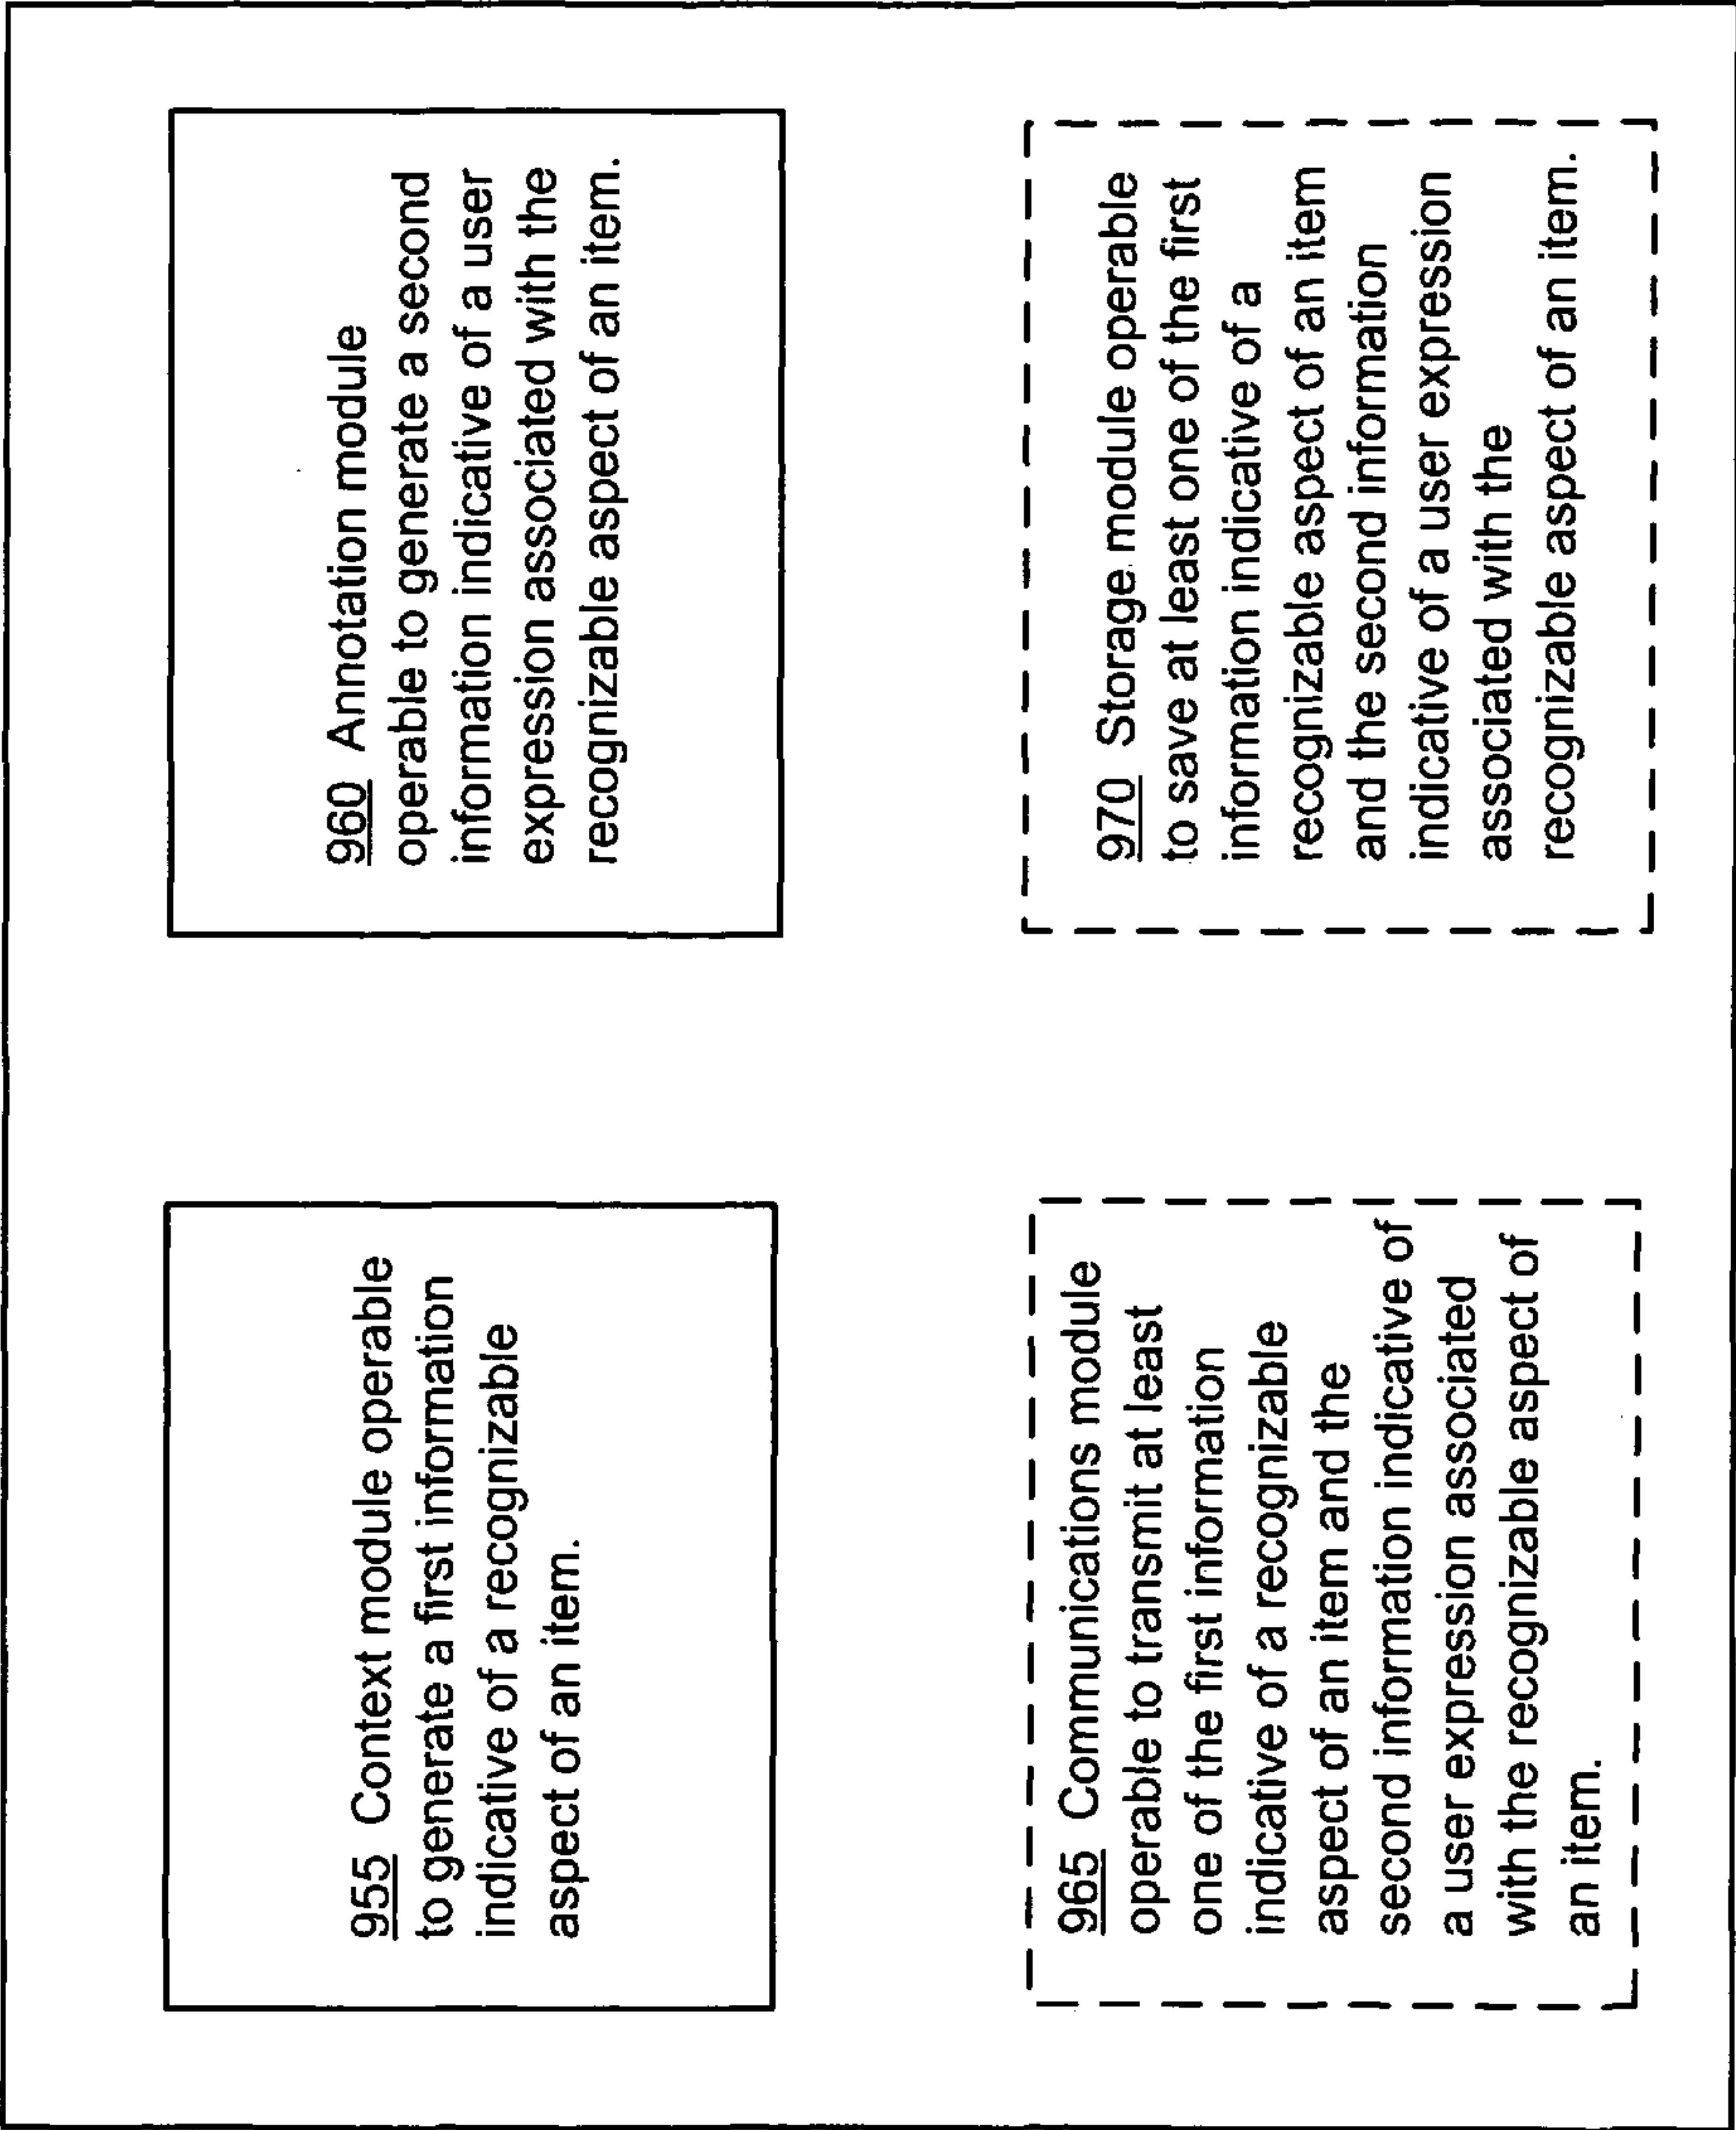 955 Context module operable
to generate a first information
indicative of a recognizable
aspect of an item.
960 Annotation module
operable to generate a second
information indicative of a user
expression associated with the
recognizable aspect of an item.
965 Communications module
operable to transmit at least
one of the first information
indicative of a recognizable
aspect of an item and the
second information indicative of
a user expression associated
with the recognizable aspect of
an item.
970 Storage module operable
to save at least one of the first
information indicative of a
recognizable aspect of an item
and the second information
indicative of a user expression
associated with the
recognizable aspect of an item.